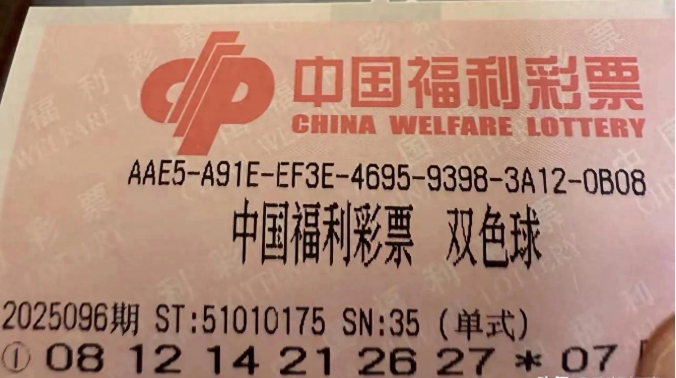 中国福利彩票
CHINA WELFARE LOTTERY
AAE5-A91E-EF3E-4695-9398-3A12-0B08
中国福利彩票 双色球
2025096期 ST:51010175 SN:35 (单式)
① 08 12 14 21 26 27 * 07